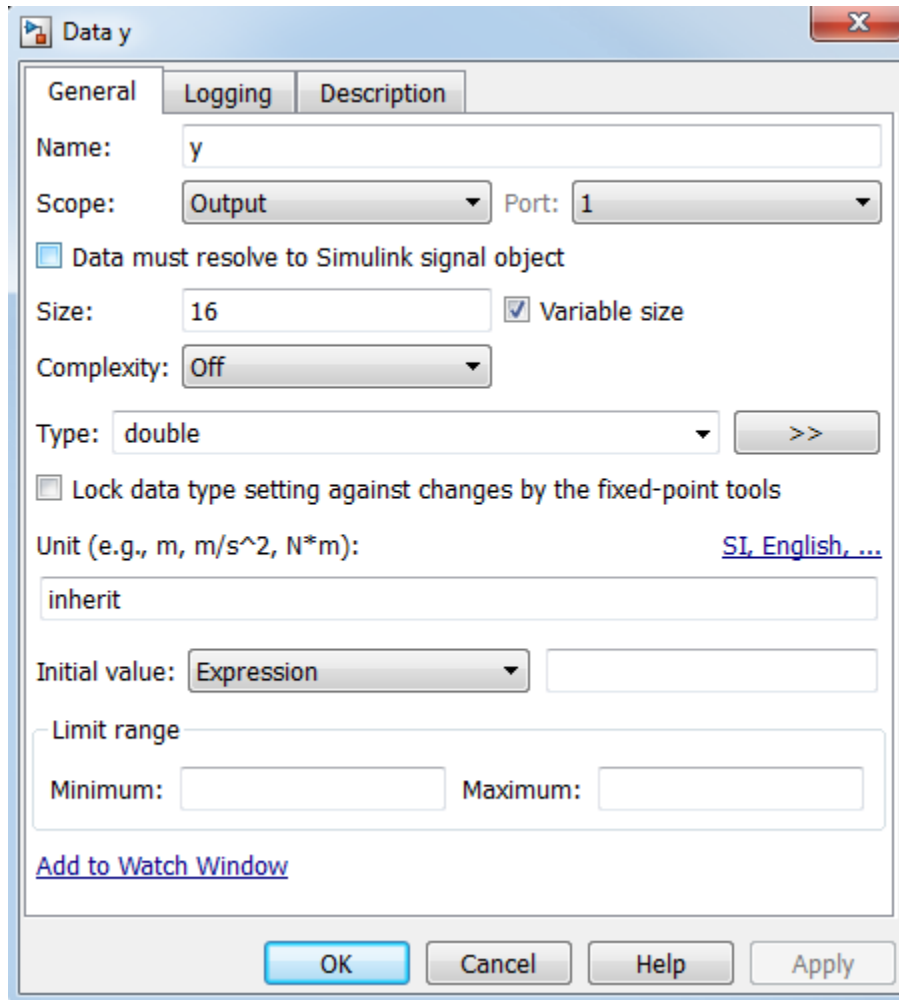 Data y
General Logging Description
Name: y
Scope: Output Port: 1
Data must resolve to Simulink signal object
Size: 16 Variable size
Complexity: Off
Type: double >>
Lock data type setting against changes by the fixed-point tools
Unit (e.g., m, m/s^2, N*m): SI, English, ...
inherit
Initial value: Expression
Limit range
Minimum: Maximum:
Add to Watch Window
OK Cancel Help Apply